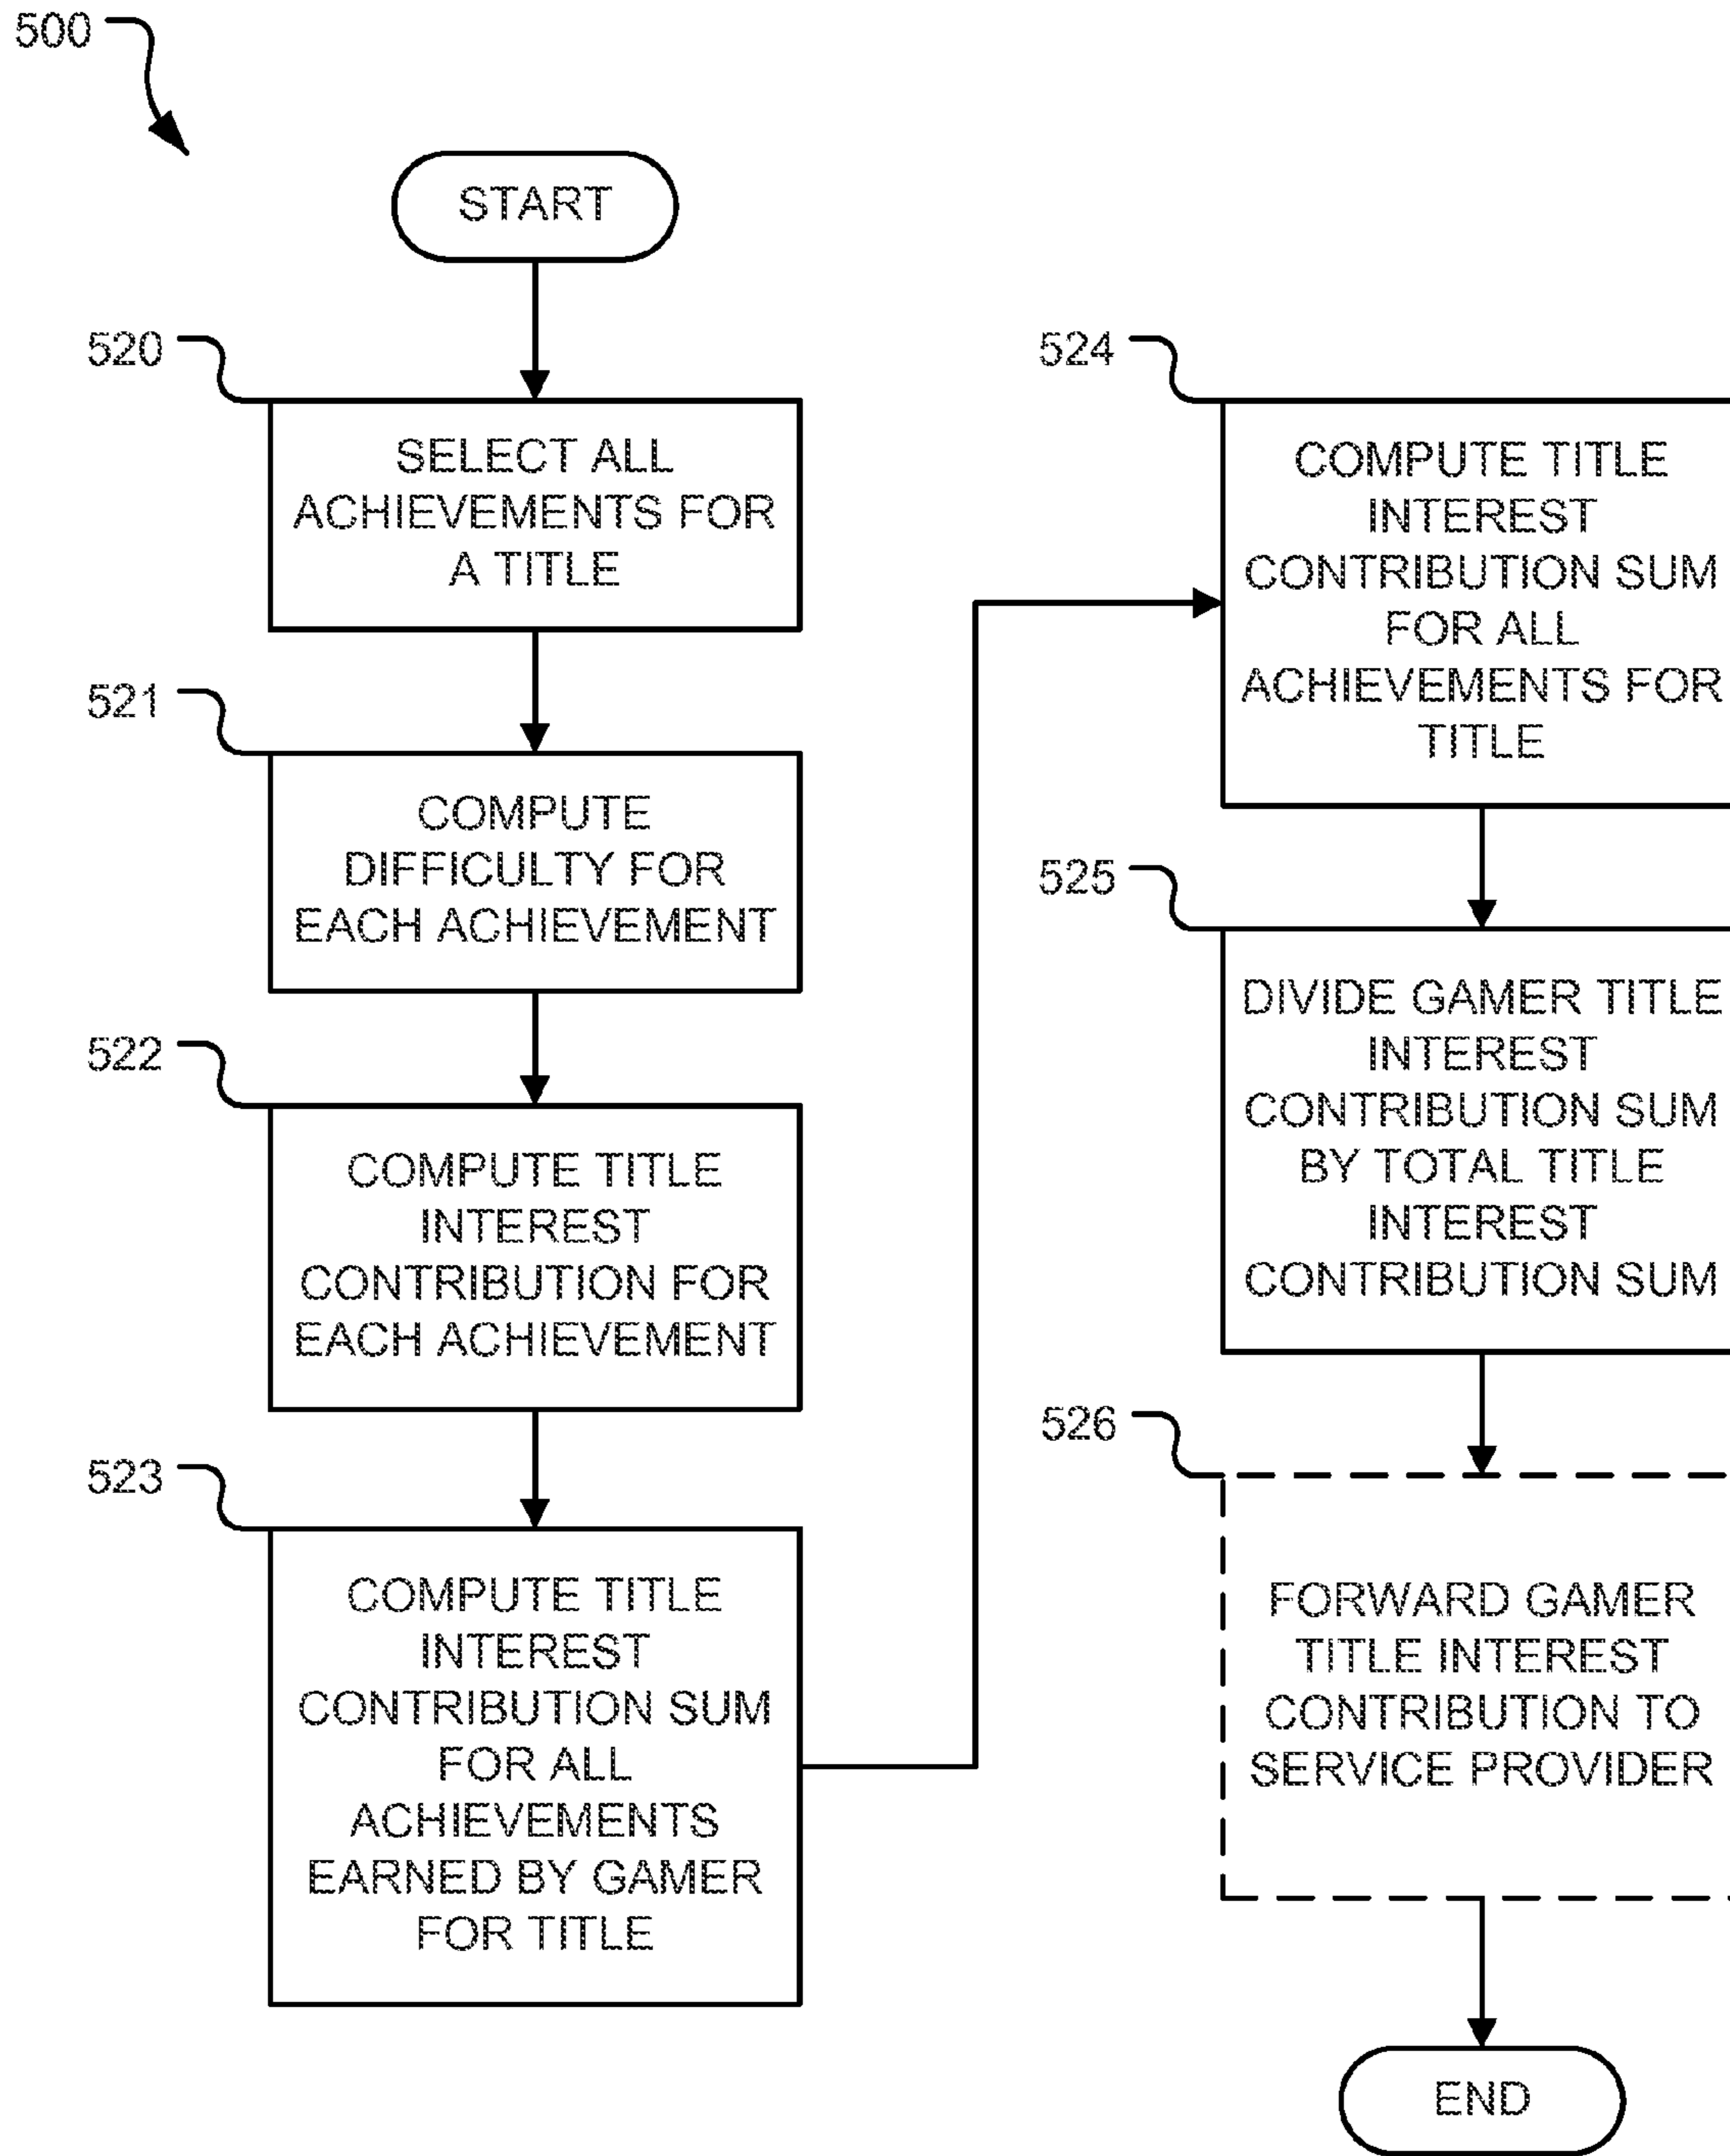 500
START
520
SELECT ALL
ACHIEVEMENTS FOR
A TITLE
521
COMPUTE
DIFFICULTY FOR
EACH ACHIEVEMENT
522
COMPUTE TITLE
INTEREST
CONTRIBUTION FOR
EACH ACHIEVEMENT
523
COMPUTE TITLE
INTEREST
CONTRIBUTION SUM
FOR ALL
ACHIEVEMENTS
EARNED BY GAMER
FOR TITLE
524
COMPUTE TITLE
INTEREST
CONTRIBUTION SUM
FOR ALL
ACHIEVEMENTS FOR
TITLE
525
DIVIDE GAMER TITLE
INTEREST
CONTRIBUTION SUM
BY TOTAL TITLE
INTEREST
CONTRIBUTION SUM
526
FORWARD GAMER
TITLE INTEREST
CONTRIBUTION TO
SERVICE PROVIDER
END